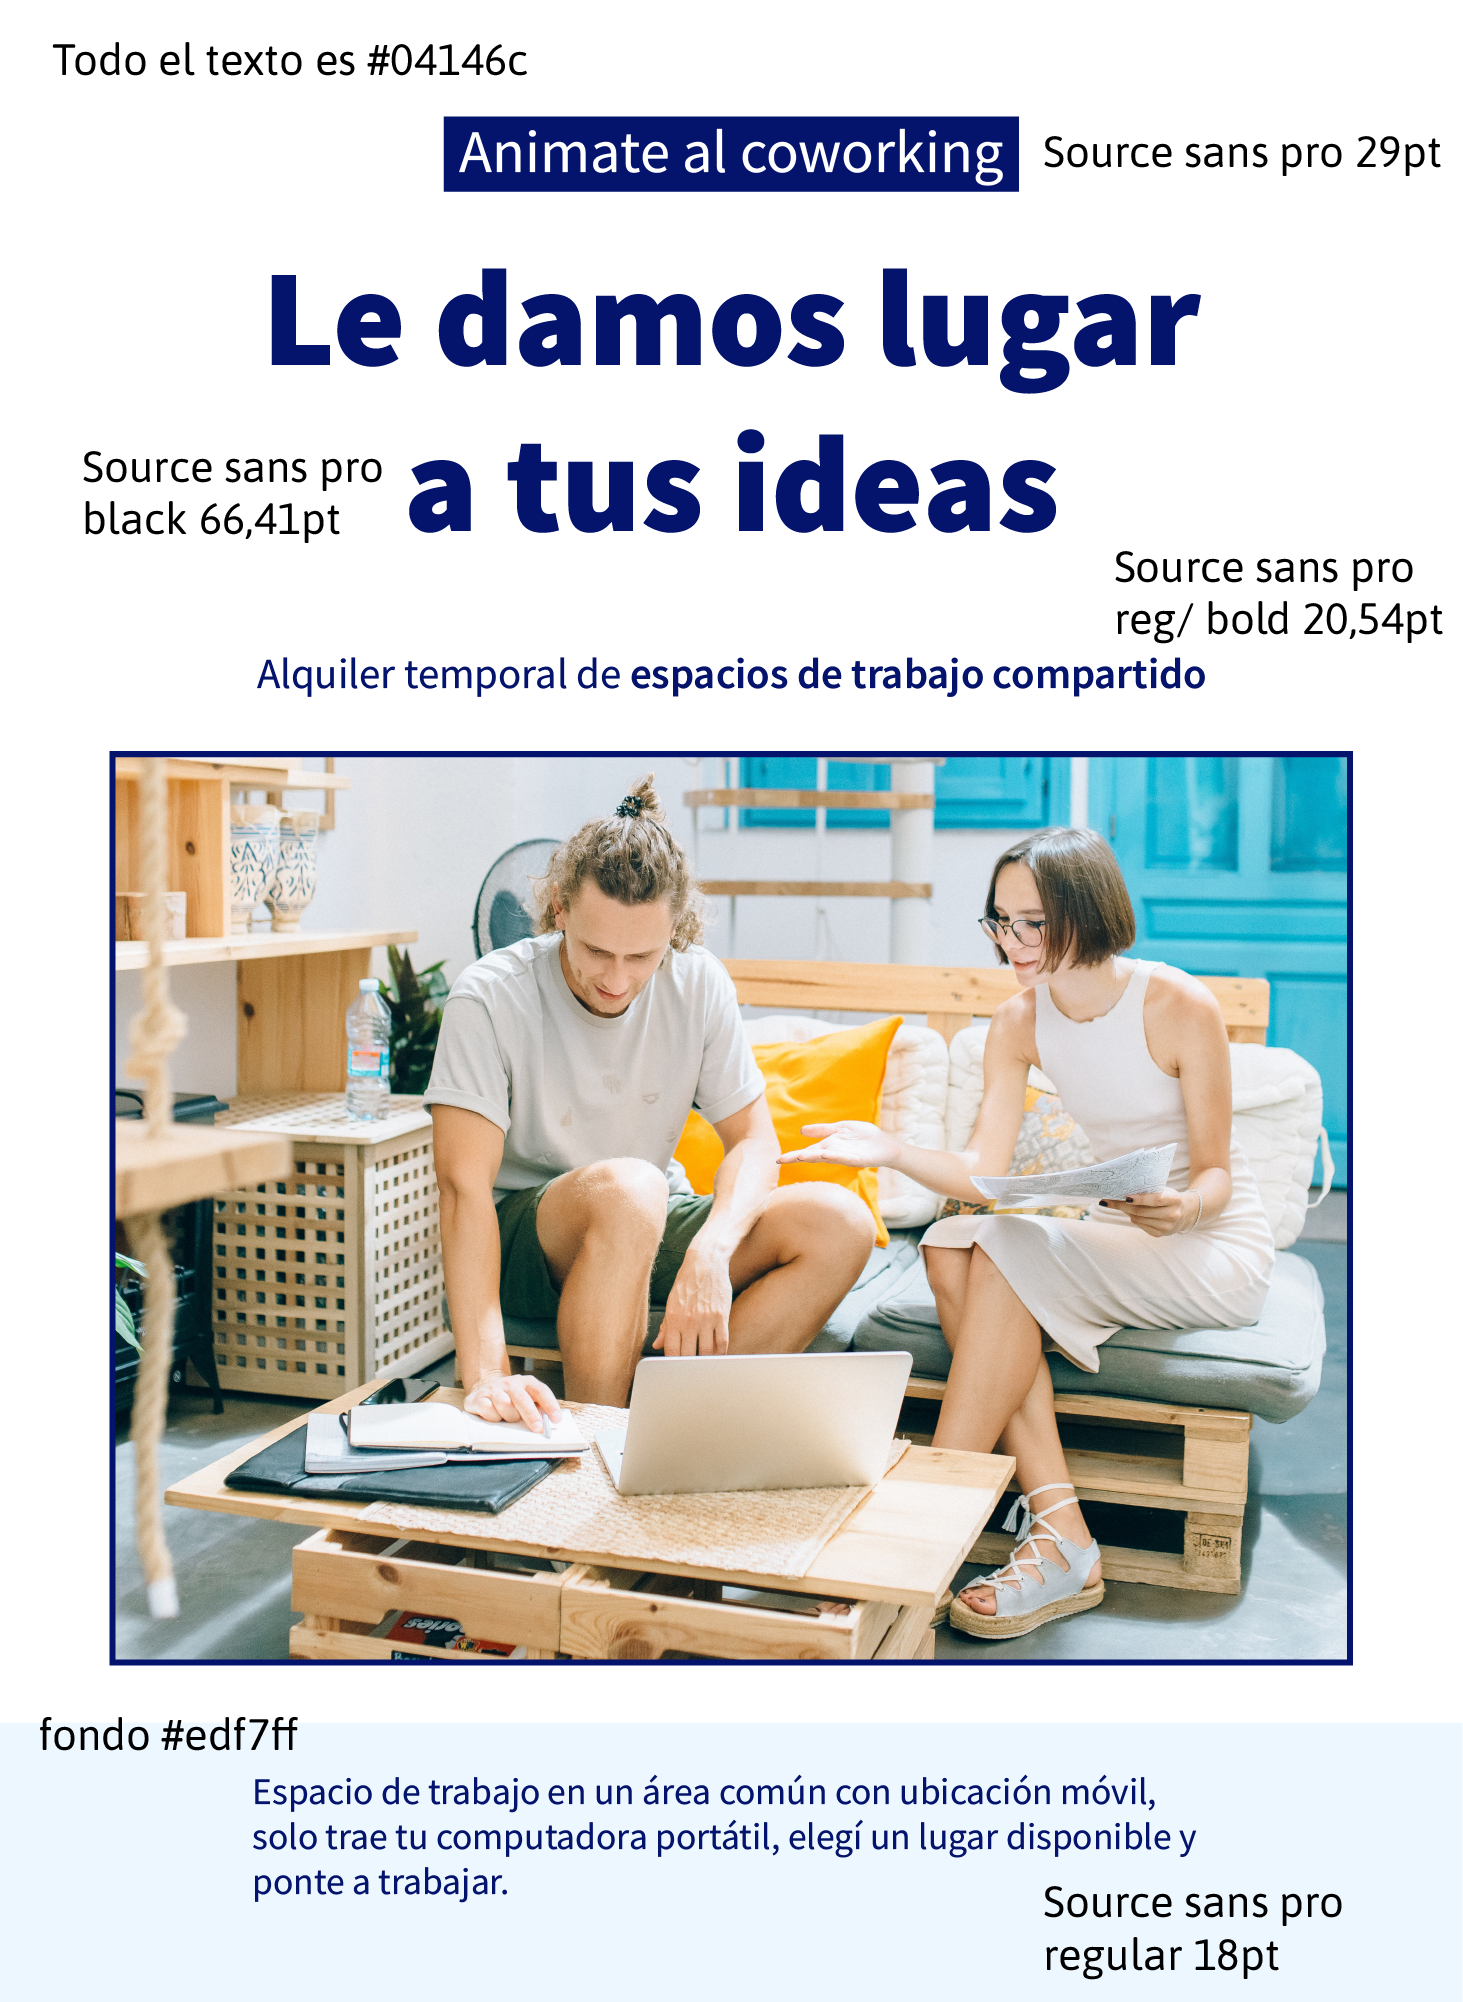 Todo el texto es #04146c
Animate al coworking
Source sans pro 29pt
Le damos lugar
a tus ideas
Source sans pro
black 66,41pt
Source sans pro
reg/ bold 20,54pt
Alquiler temporal de espacios de trabajo compartido
fondo #edf7ff
Espacio de trabajo en un área común con ubicación móvil,
solo trae tu computadora portátil, elegí un lugar disponible y
ponte a trabajar.
Source sans pro
regular 18pt